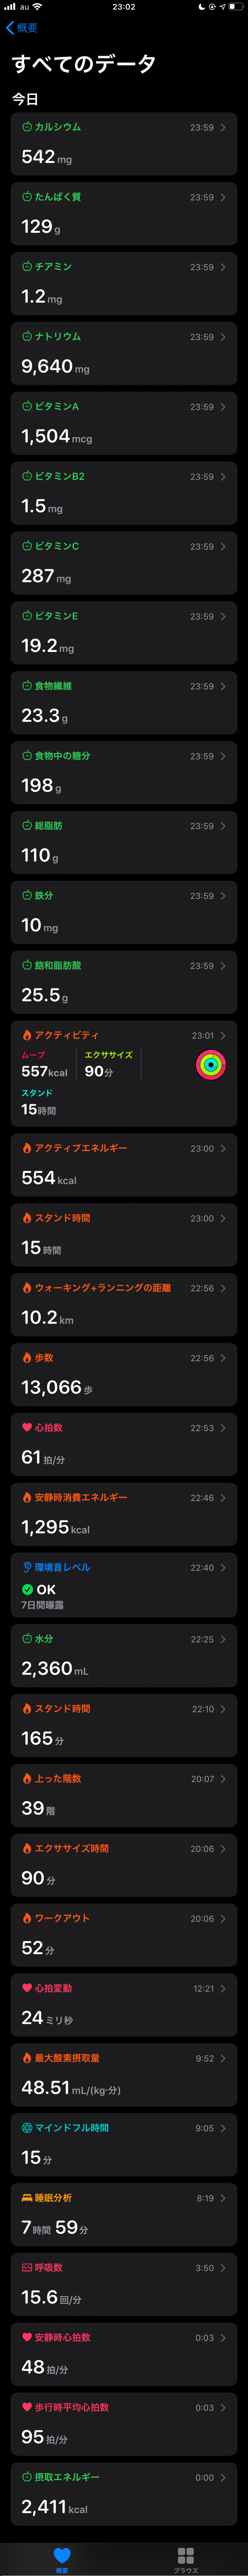 au 23:02
概要
すべてのデータ
今日
カルシウム 23:59
542 mg
たんぱく質 23:59
129 g
チアミン 23:59
1.2 mg
ナトリウム 23:59
9,640 mg
ビタミンA 23:59
1,504 mcg
ビタミンB2 23:59
1.5 mg
ビタミンC 23:59
287 mg
ビタミンE 23:59
19.2 mg
食物繊維 23:59
23.3 g
食物中の糖分 23:59
198 g
総脂肪 23:59
110 g
鉄分 23:59
10 mg
飽和脂肪酸 23:59
25.5 g
アクティビティ 23:01
ムーブ エクササイズ
557kcal 90分
スタンド
15時間
アクティブエネルギー 23:00
554 kcal
スタンド時間 23:00
15 時間
ウォーキング+ランニングの距離 22:56
10.2 km
歩数 22:56
13,066 歩
心拍数 22:53
61 拍/分
安静時消費エネルギー 22:46
1,295 kcal
環境音レベル 22:40
OK
7日間曝露
水分 22:25
2,360 mL
スタンド時間 22:10
165 分
上った階数 20:07
39 階
エクササイズ時間 20:06
90 分
ワークアウト 20:06
52 分
心拍変動 12:21
24 ミリ秒
最大酸素摂取量 9:52
48.51 mL/(kg·分)
マインドフル時間 9:05
15 分
睡眠分析 8:19
7 時間 59 分
呼吸数 3:50
15.6 回/分
安静時心拍数 0:03
48 拍/分
歩行時平均心拍数 0:03
95 拍/分
摂取エネルギー 0:00
2,411 kcal
概要 ブラウズ